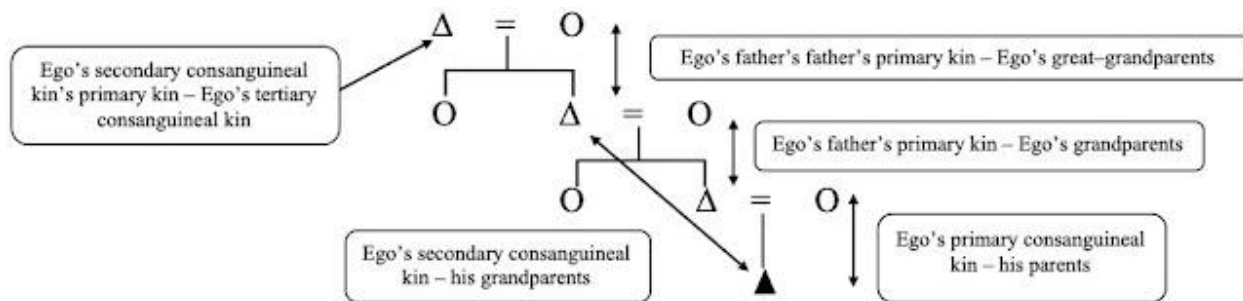 Δ = O
Ego's secondary consanguineal
kin's primary kin – Ego's tertiary
consanguineal kin
Ego's father's father's primary kin – Ego's great–grandparents
O Δ = O
Ego's father's primary kin – Ego's grandparents
O Δ = O
Ego's secondary consanguineal
kin – his grandparents
Ego's primary consanguineal
kin – his parents